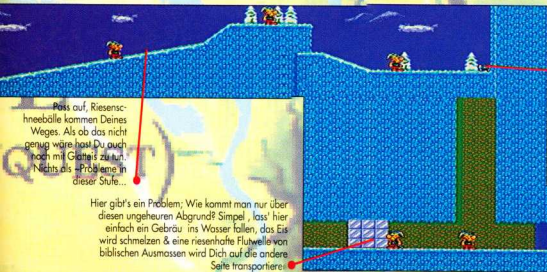 Pass auf, Riesensc-
hneebälle kommen Deines
Weges. Als ob das nicht
genug wäre hast Du auch
noch mit Glatteis zu tun.
Nichts als -Probleme in
dieser Stufe...
QUEST
Hier gibt's ein Problem; Wie kommt man nur über
diesen ungeheuren Abgrund? Simpel , lass' hier
einfach ein Gebräu ins Wasser fallen, das Eis
wird schmelzen & eine riesenhafte Flutwelle von
biblischen Ausmassen wird Dich auf die andere
Seite transportieren